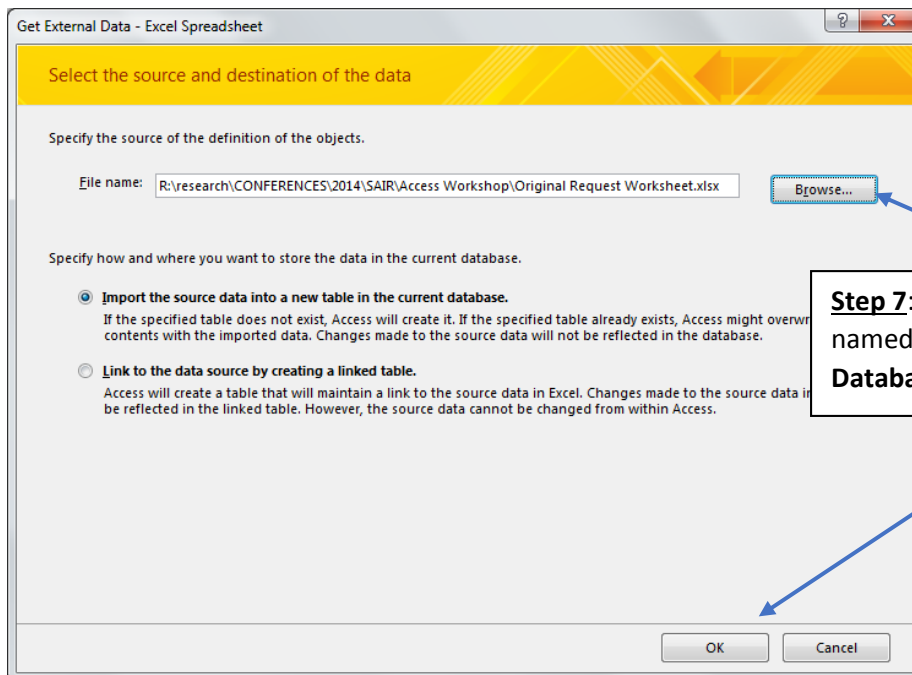 Get External Data - Excel Spreadsheet
Select the source and destination of the data
Specify the source of the definition of the objects.
File name: R:\research\CONFERENCES\2014\SAIR\Access Workshop\Original Request Worksheet.xlsx Browse...
Specify how and where you want to store the data in the current database.
Import the source data into a new table in the current database.
If the specified table does not exist, Access will create it. If the specified table already exists, Access might
contents with the imported data. Changes made to the source data will not be reflected in the database.
Link to the data source by creating a linked table.
Access will create a table that will maintain a link to the source data in Excel. Changes made to the source data
be reflected in the linked table. However, the source data cannot be changed from within Access.
Step 7:
named
OK Cancel